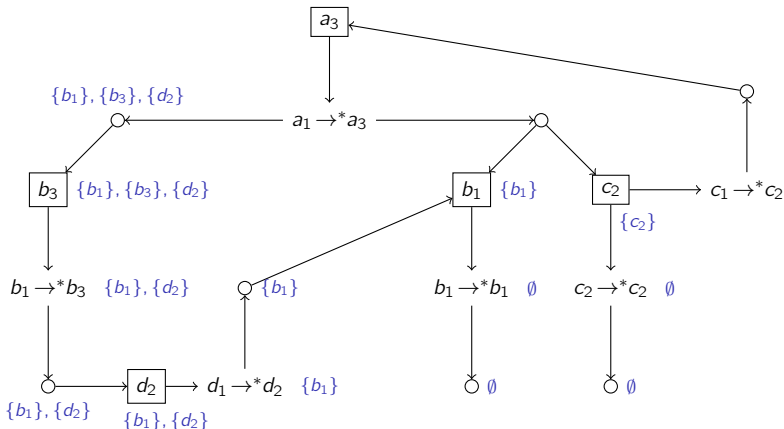 a₃
{b₁}, {b₃}, {d₂}
a₁ →* a₃
b₃ {b₁}, {b₃}, {d₂}
b₁ {b₁}
c₂
c₁ →* c₂
{c₂}
b₁ →* b₃ {b₁}, {d₂}
{b₁}
b₁ →* b₁ ∅
c₂ →* c₂ ∅
d₂
d₁ →* d₂ {b₁}
∅
∅
{b₁}, {d₂}
{b₁}, {d₂}